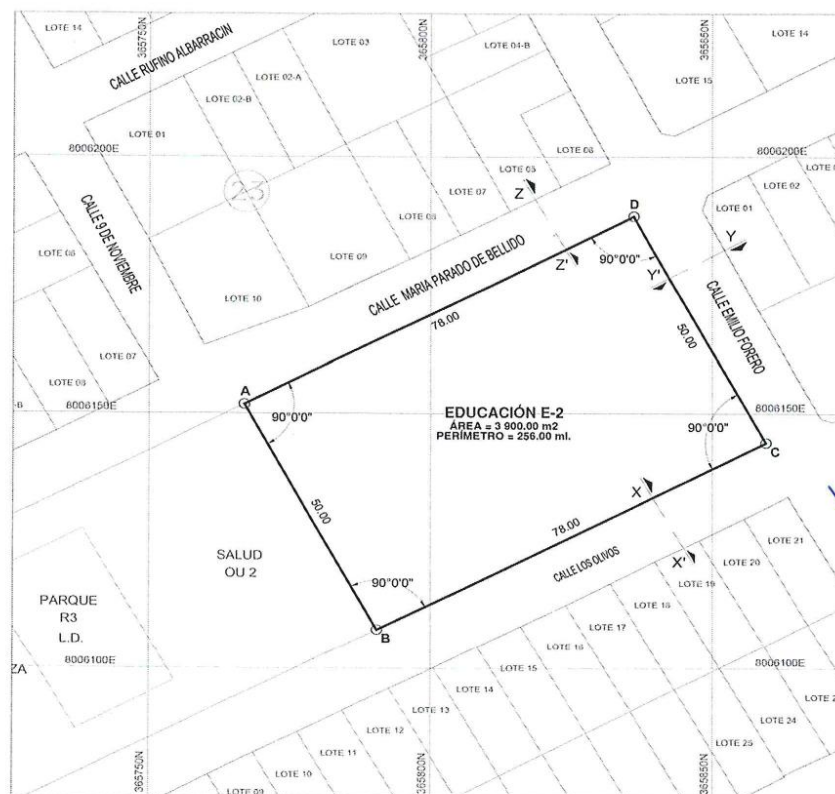 LOTE 14
365750N
CALLE RUFINO ALBARRACIN
LOTE 03
365800N
LOTE 04-B
365850N
LOTE 14
LOTE 02-A
LOTE 02-B
LOTE 15
LOTE 01
8006200E
8006200E
23
LOTE 05
LOTE 06
LOTE 07
Z
LOTE 02
LOTE 01
D
CALLE 9 DE NOVIEMBRE
LOTE 08
LOTE 09
LOTE 10
CALLE MARIA PARADO DE BELLIDO
Z'
90°0'0"
Y
Y'
78.00
50.00
CALLE EMILIO FORERO
LOTE 07
A
8006150E
90°0'0"
EDUCACIÓN E-2
ÁREA = 3 900.00 m2
PERÍMETRO = 256.00 ml.
90°0'0"
8006150E
C
X
50.00
78.00
SALUD
OU 2
CALLE LOS OLIVOS
X'
LOTE 21
LOTE 20
LOTE 19
90°0'0"
PARQUE
R3
L.D.
LOTE 18
LOTE 17
B
LOTE 16
ZA
8006100E
LOTE 15
8006100E
LOTE 14
LOTE 13
LOTE 12
LOTE 24
LOTE 11
LOTE 25
LOTE 10
LOTE 09
365750N
365800N
365850N